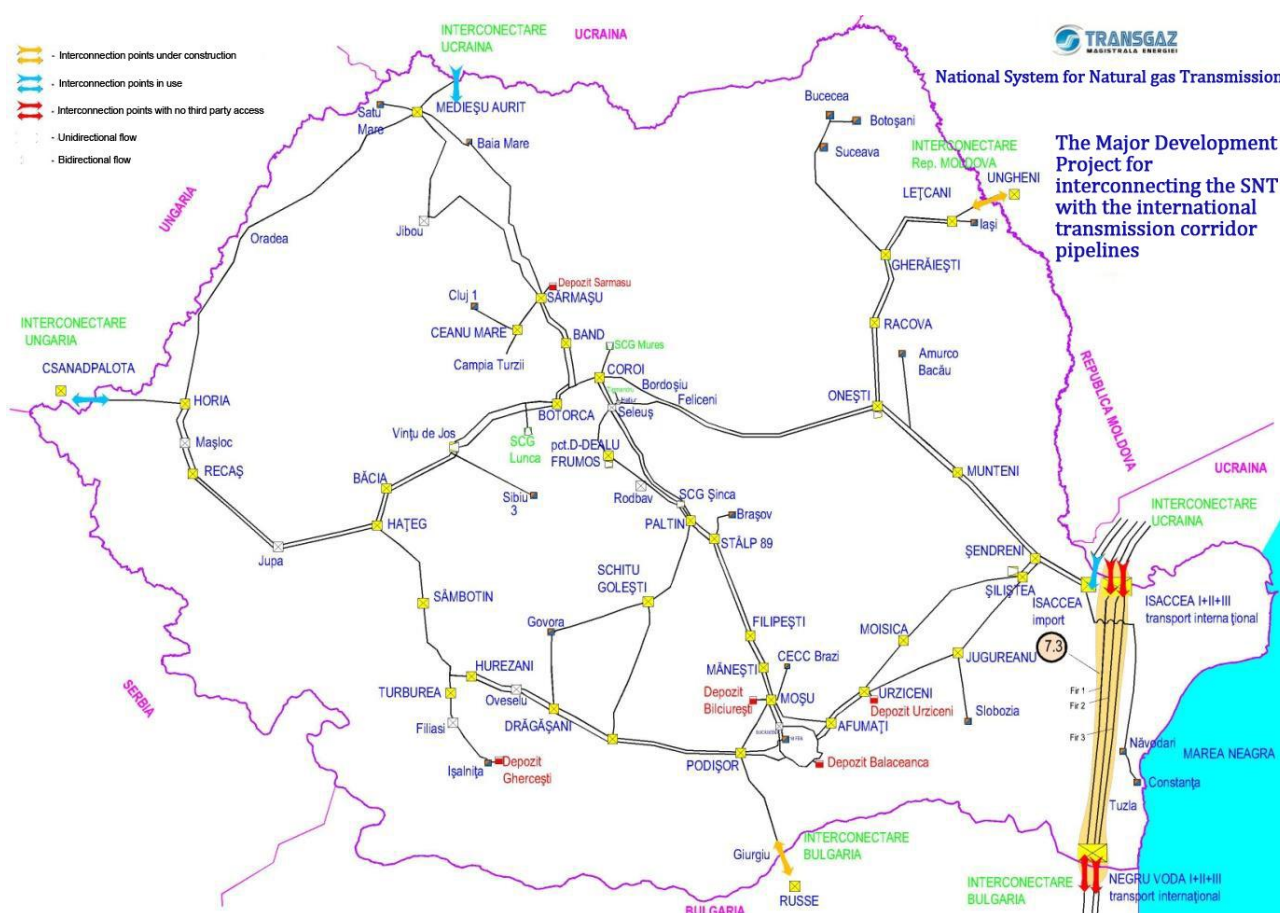 INTERCONECTARE
UCRAINA
UCRAINA
TRANSGAZ
MAGISTRALA ENERGIEI
- Interconnection points under construction
- Interconnection points in use
- Interconnection points with no third party access
- Unidirectional flow
- Bidirectional flow
National System for Natural gas Transmission
The Major Development
Project for
interconnecting the SNT
with the international
transmission corridor
pipelines
MEDIEŞU AURIT
Satu
Mare
Baia Mare
Bucecea
Botoşani
Suceava
INTERCONECTARE
Rep. MOLDOVA
UNGHENI
LEŢCANI
Iaşi
UNGARIA
Oradea
Jibou
GHERĂIEŞTI
Depozit Sarmasu
SĂRMAŞU
Cluj 1
CEANU MARE
Campia Turzii
BAND
SCG Mures
RACOVA
Amurco
Bacău
REPUBLICA MOLDOVA
INTERCONECTARE
UNGARIA
CSANADPALOTA
HORIA
Maşloc
RECAŞ
COROI
Bordoşiu
Feliceni
Seleuş
BOTORCA
ONEŞTI
Vinţu de Jos
SCG
Lunca
pct.D-DEALU
FRUMOS
BĂCIA
Sibiu
3
Rodbav
MUNTENI
UCRAINA
SCG Şinca
HAŢEG
PALTIN
Braşov
STÂLP 89
INTERCONECTARE
UCRAINA
Jupa
ŞENDRENI
ŞILIŞTEA
SCHITU
GOLEŞTI
SÂMBOTIN
ISACCEA
import
ISACCEA I+II+III
transport internaţional
Govora
FILIPEŞTI
MOISICA
JUGUREANU
7.3
MĂNEŞTI
CECC Brazi
HUREZANI
SERBIA
TURBUREA
Oveselu
Depozit
Bilciureşti
MOŞU
URZICENI
Depozit Urziceni
Fir 1
Fir 2
Slobozia
Filiasi
DRĂGĂŞANI
AFUMAŢI
Fir 3
Işalniţa
Depozit
Gherceşti
PODIŞOR
Depozit Balaceanca
Năvodari
MAREA NEAGRA
Constanţa
Tuzla
Giurgiu
INTERCONECTARE
BULGARIA
RUSSE
BULGARIA
INTERCONECTARE
BULGARIA
NEGRU VODA I+II+III
transport internaţional